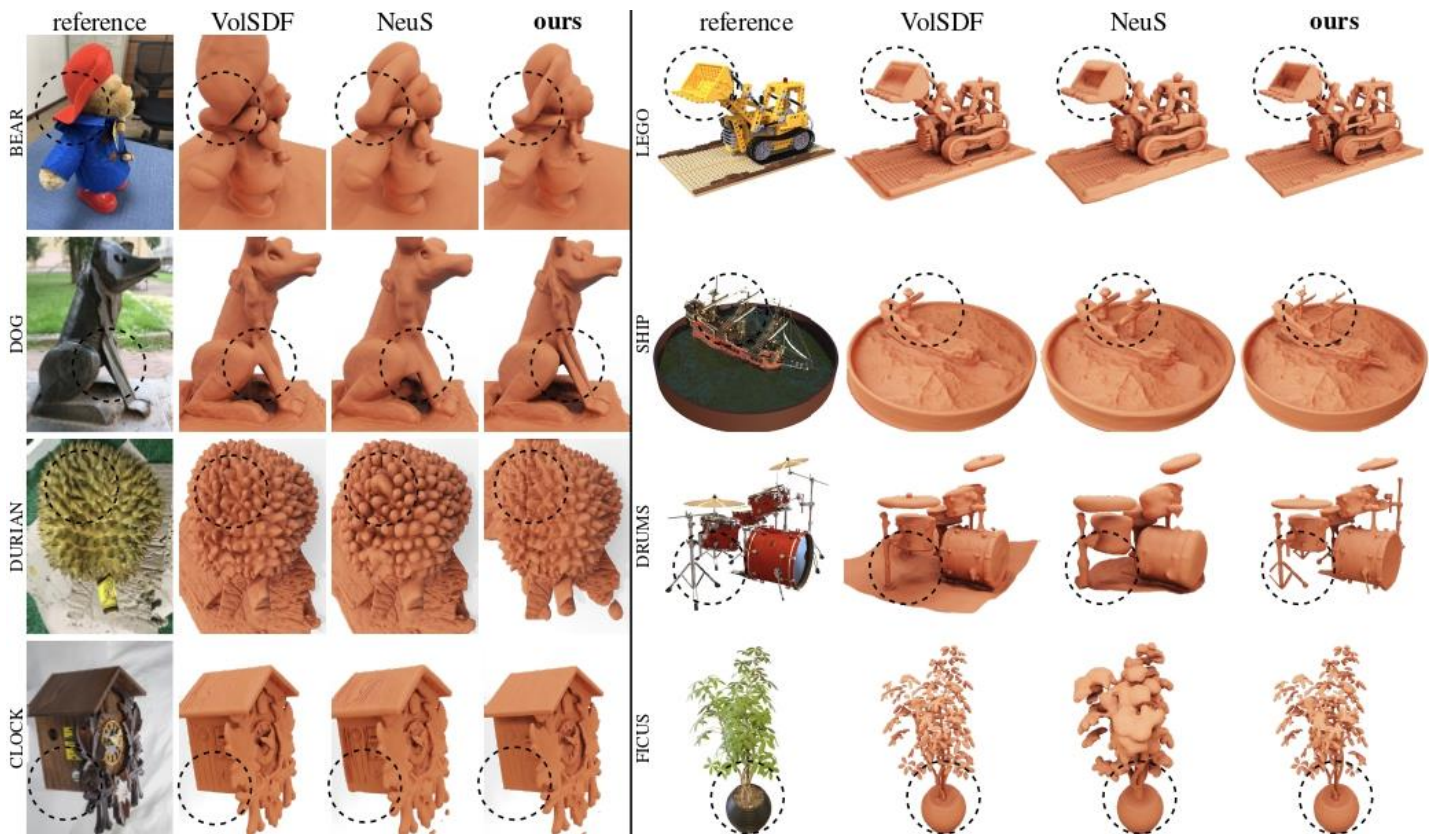 reference VolSDF NeuS ours
BEAR
DOG
DURIAN
CLOCK
reference VolSDF NeuS ours
LEGO
SHIP
DRUMS
FICUS